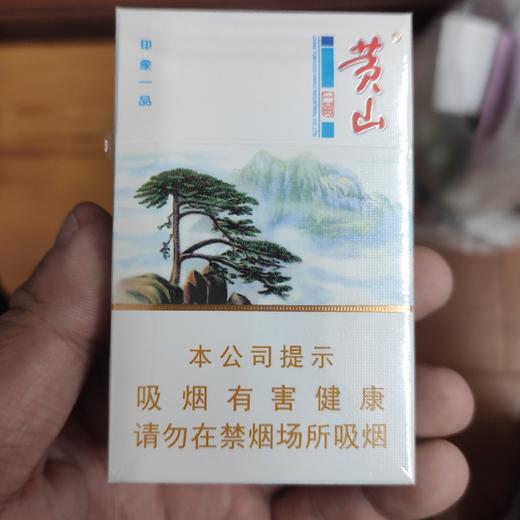 黄山
印象一品
本公司提示
吸烟有害健康
请勿在禁烟场所吸烟